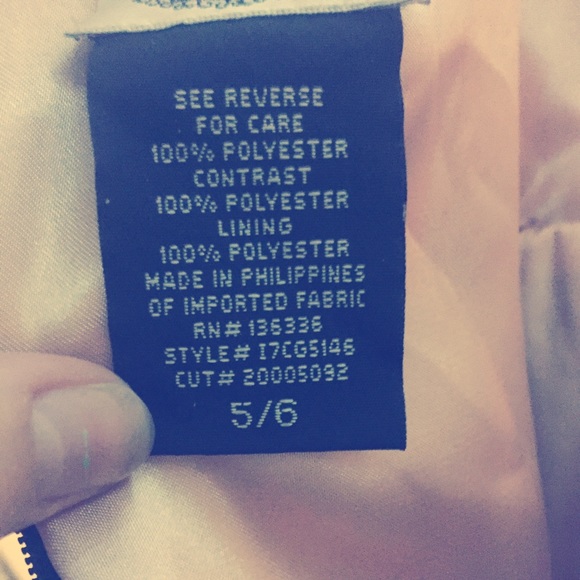 SEE REVERSE
FOR CARE
100% POLYESTER
CONTRAST
100% POLYESTER
LINING
100% POLYESTER
MADE IN PHILIPPINES
OF IMPORTED FABRIC
RN# 136336
STYLE# I7CG5146
CUT# 20005092
5/6